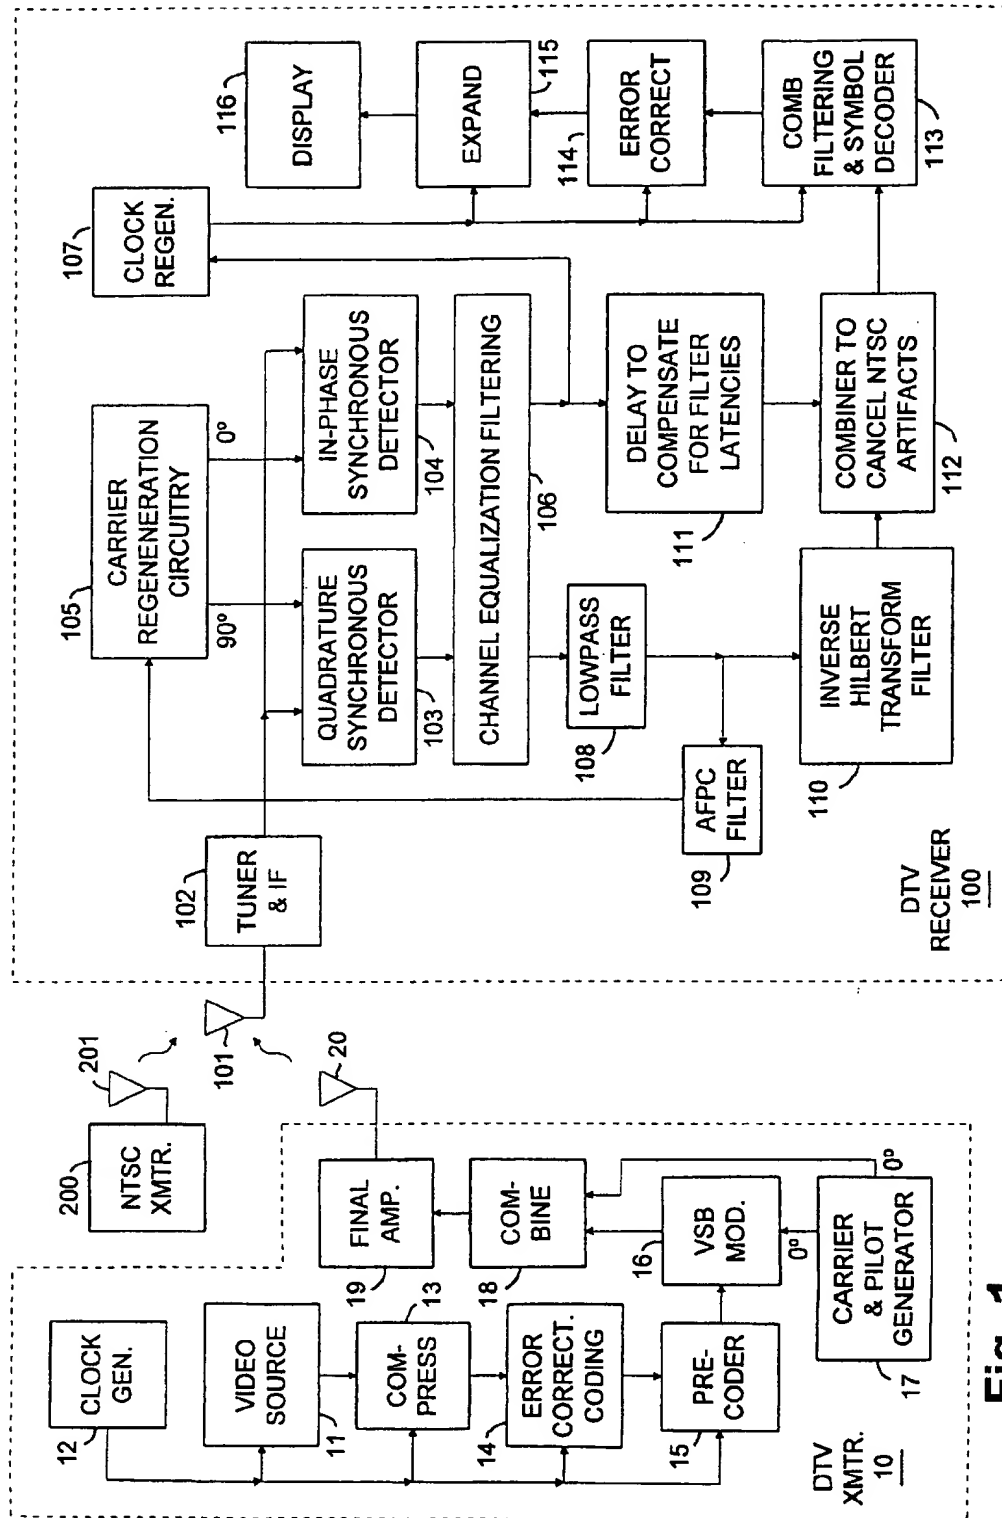 12
CLOCK
GEN.
VIDEO
SOURCE
11
COM-
PRESS
13
14
ERROR
CORRECT.
CODING
15
PRE-
CODER
DTV
XMTR.
10
FINAL
AMP.
19
COM-
BINE
18
16
VSB
MOD.
0º
0º
CARRIER
& PILOT
GENERATOR
17
200
NTSC
XMTR.
201
101
20
102
TUNER
& IF
105
CARRIER
REGENENERATION
CIRCUITRY
90º
0º
107
CLOCK
REGEN.
116
DISPLAY
QUADRATURE
SYNCHRONOUS
DETECTOR
103
IN-PHASE
SYNCHRONOUS
DETECTOR
104
CHANNEL EQUALIZATION FILTERING
106
EXPAND
115
LOWPASS
FILTER
108
AFPC
FILTER
109
DELAY TO
COMPENSATE
FOR FILTER
LATENCIES
111
114
ERROR
CORRECT
INVERSE
HILBERT
TRANSFORM
FILTER
110
COMBINER TO
CANCEL NTSC
ARTIFACTS
112
COMB
FILTERING
& SYMBOL
DECODER
113
DTV
RECEIVER
100
Fig. 1